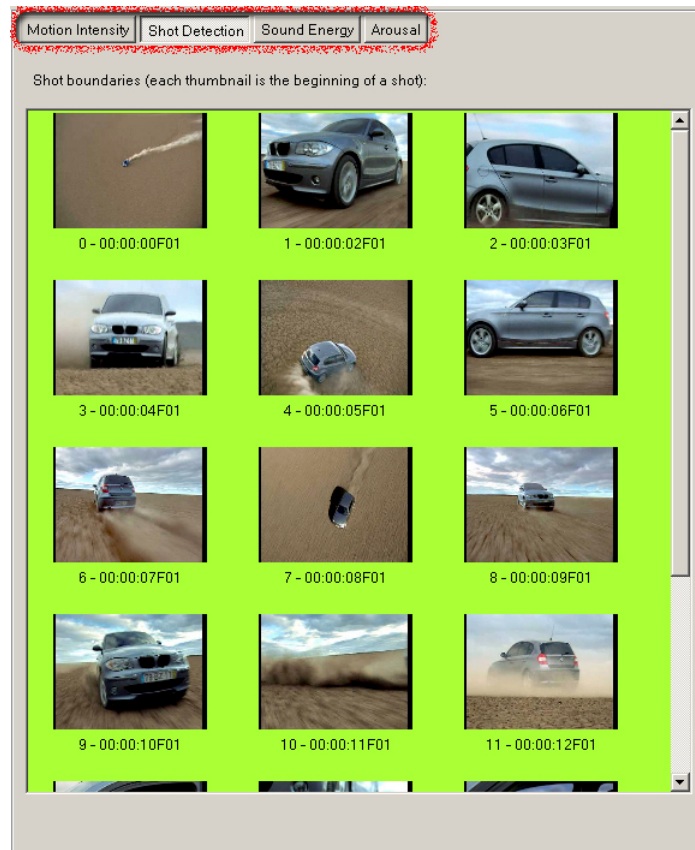 Motion Intensity Shot Detection Sound Energy Arousal
Shot boundaries (each thumbnail is the beginning of a shot):
0 - 00:00:00F01 1 - 00:00:02F01 2 - 00:00:03F01
3 - 00:00:04F01 4 - 00:00:05F01 5 - 00:00:06F01
6 - 00:00:07F01 7 - 00:00:08F01 8 - 00:00:09F01
9 - 00:00:10F01 10 - 00:00:11F01 11 - 00:00:12F01